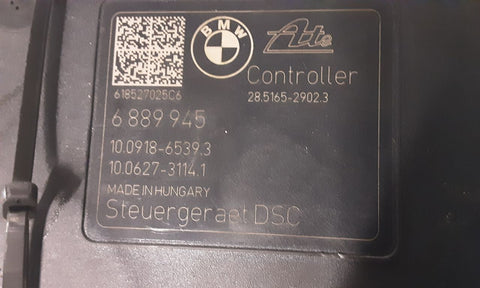 BMW
Ate
Controller
618527025C6
28.5165-2902.3
6 889 945
10.0918-6539.3
10.0627-3114.1
MADE IN HUNGARY
Steuergeraet DSC